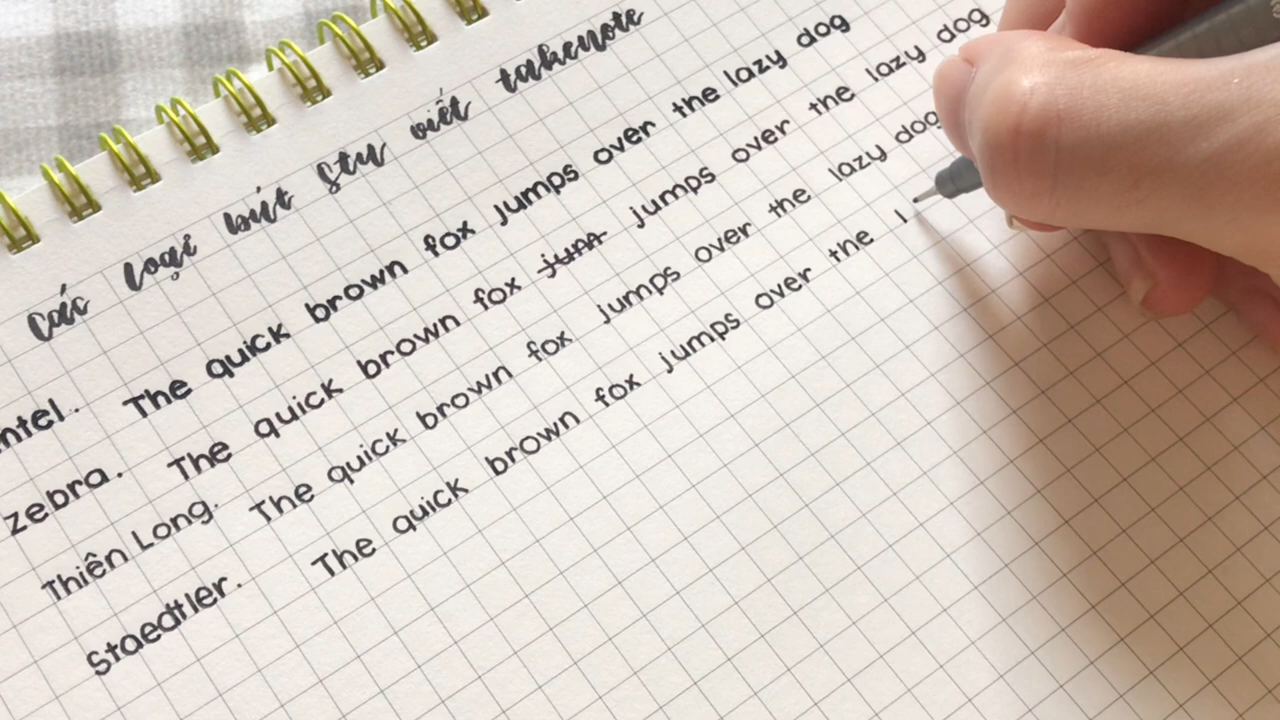 các loại bút Stu viết takenote
ntel. The quick brown fox jumps over the lazy dog
zebra. The quick brown fox jum jumps over the lazy dog
Thiên Long. The quick brown fox jumps over the lazy dog
Staedtler. The quick brown fox jumps over the l